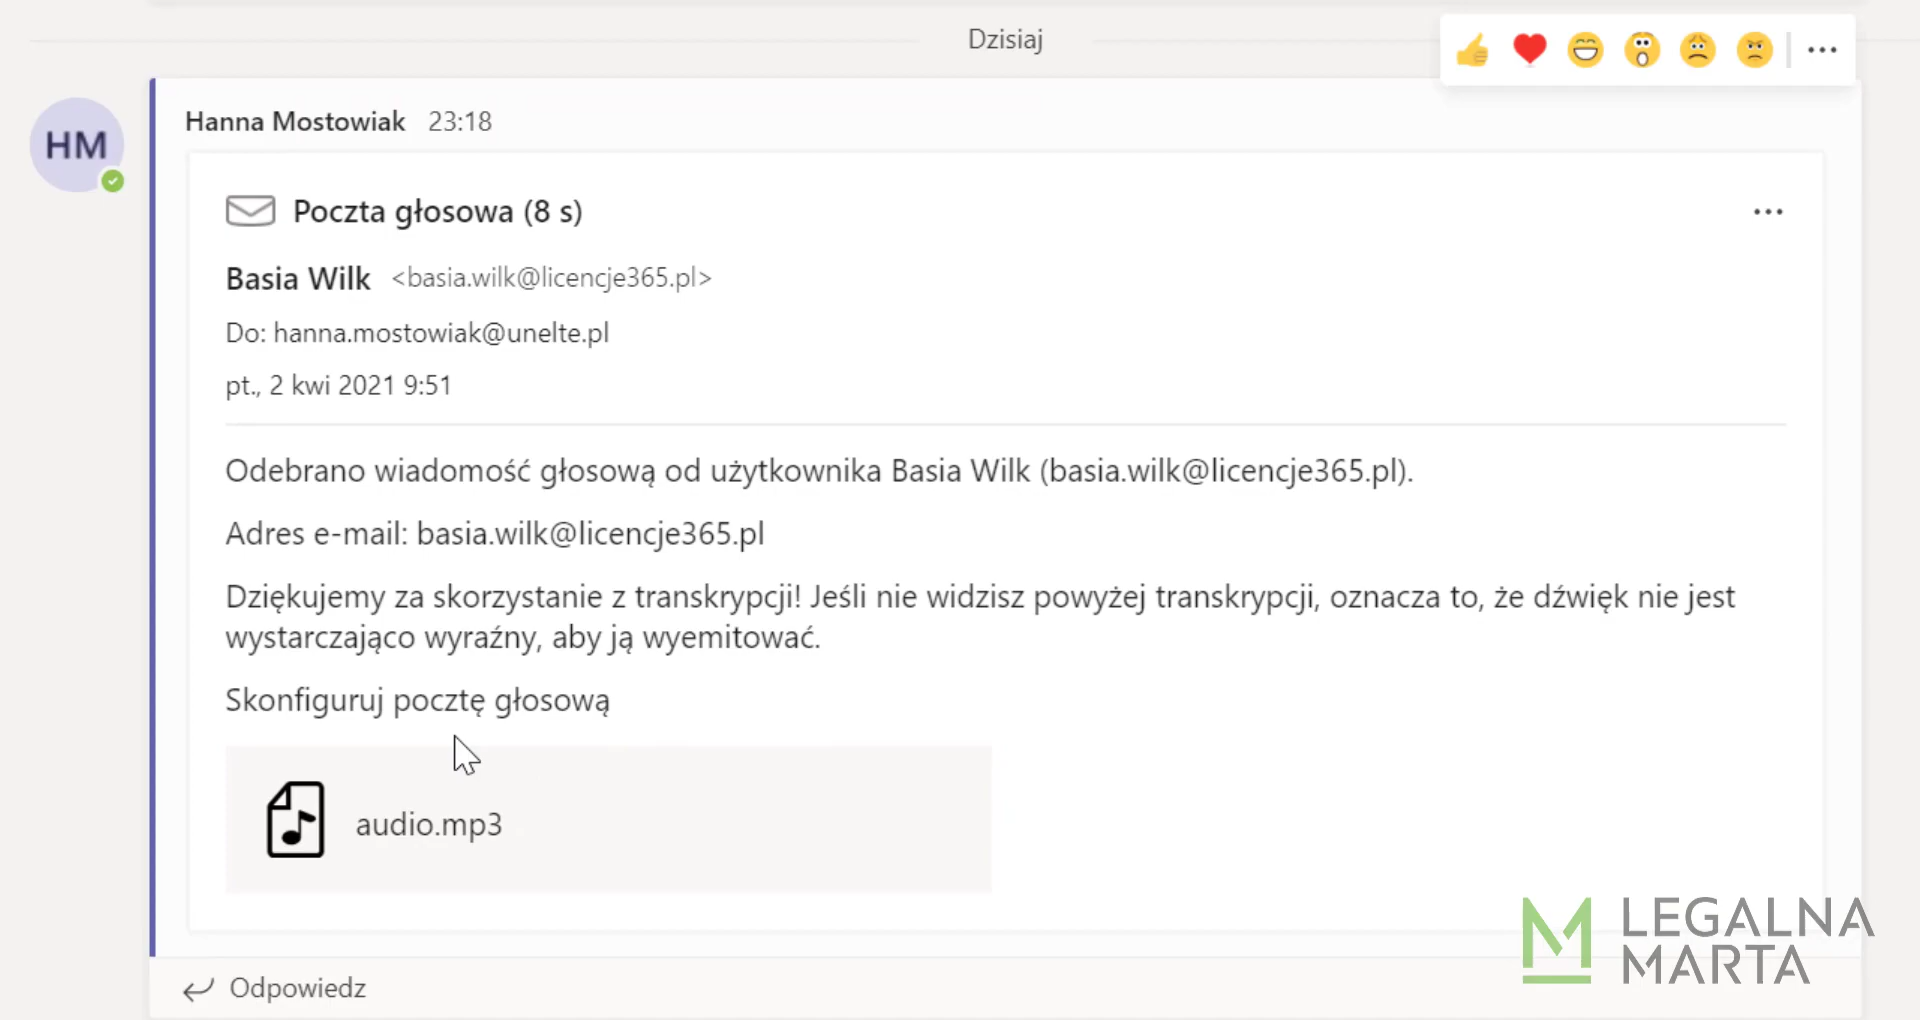 Dzisiaj
HM
Hanna Mostowiak 23:18
Poczta głosowa (8 s)
Basia Wilk <basia.wilk@licencje365.pl>
Do: hanna.mostowiak@unelte.pl
pt., 2 kwi 2021 9:51
Odebrano wiadomość głosową od użytkownika Basia Wilk (basia.wilk@licencje365.pl).
Adres e-mail: basia.wilk@licencje365.pl
Dziękujemy za skorzystanie z transkrypcji! Jeśli nie widzisz powyżej transkrypcji, oznacza to, że dźwięk nie jest
wystarczająco wyraźny, aby ją wyemitować.
Skonfiguruj pocztę głosową
audio.mp3
Odpowiedz
LEGALNA
MARTA